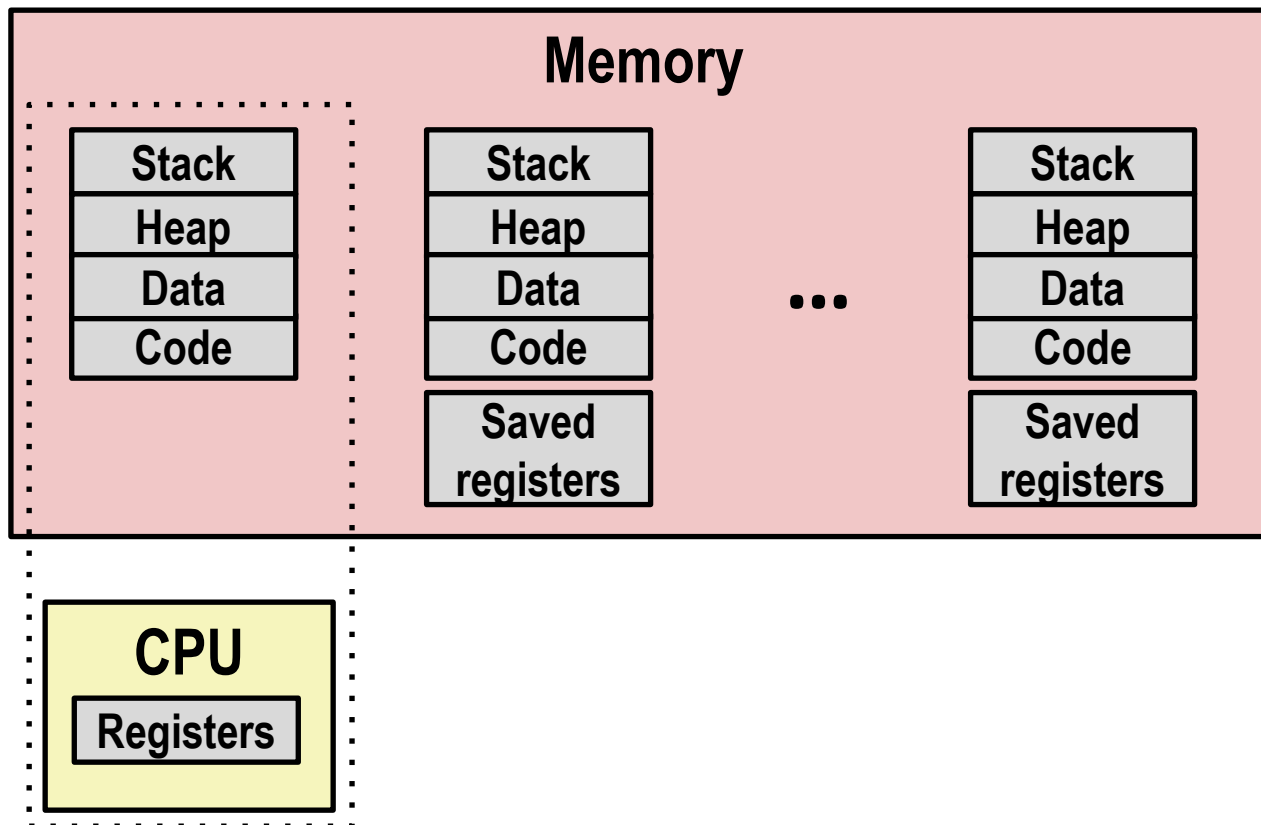 Memory
Stack
Heap
Data
Code
Stack
Heap
Data
Code
Saved
registers
...
Stack
Heap
Data
Code
Saved
registers
CPU
Registers